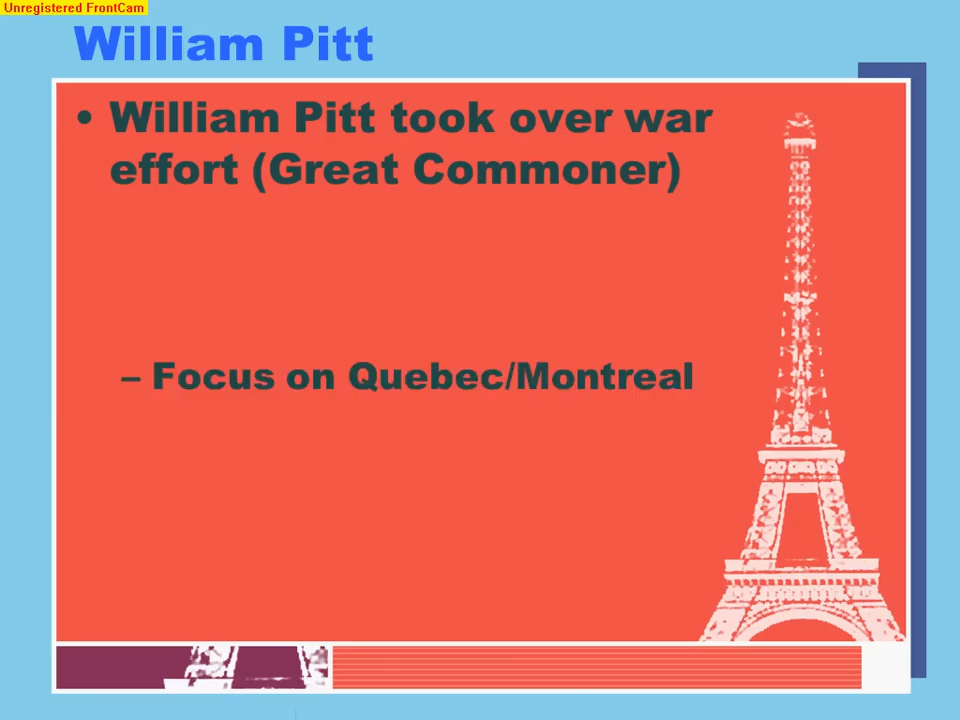 Unregistered FrontCam
William Pitt
• William Pitt took over war
effort (Great Commoner)
– Focus on Quebec/Montreal